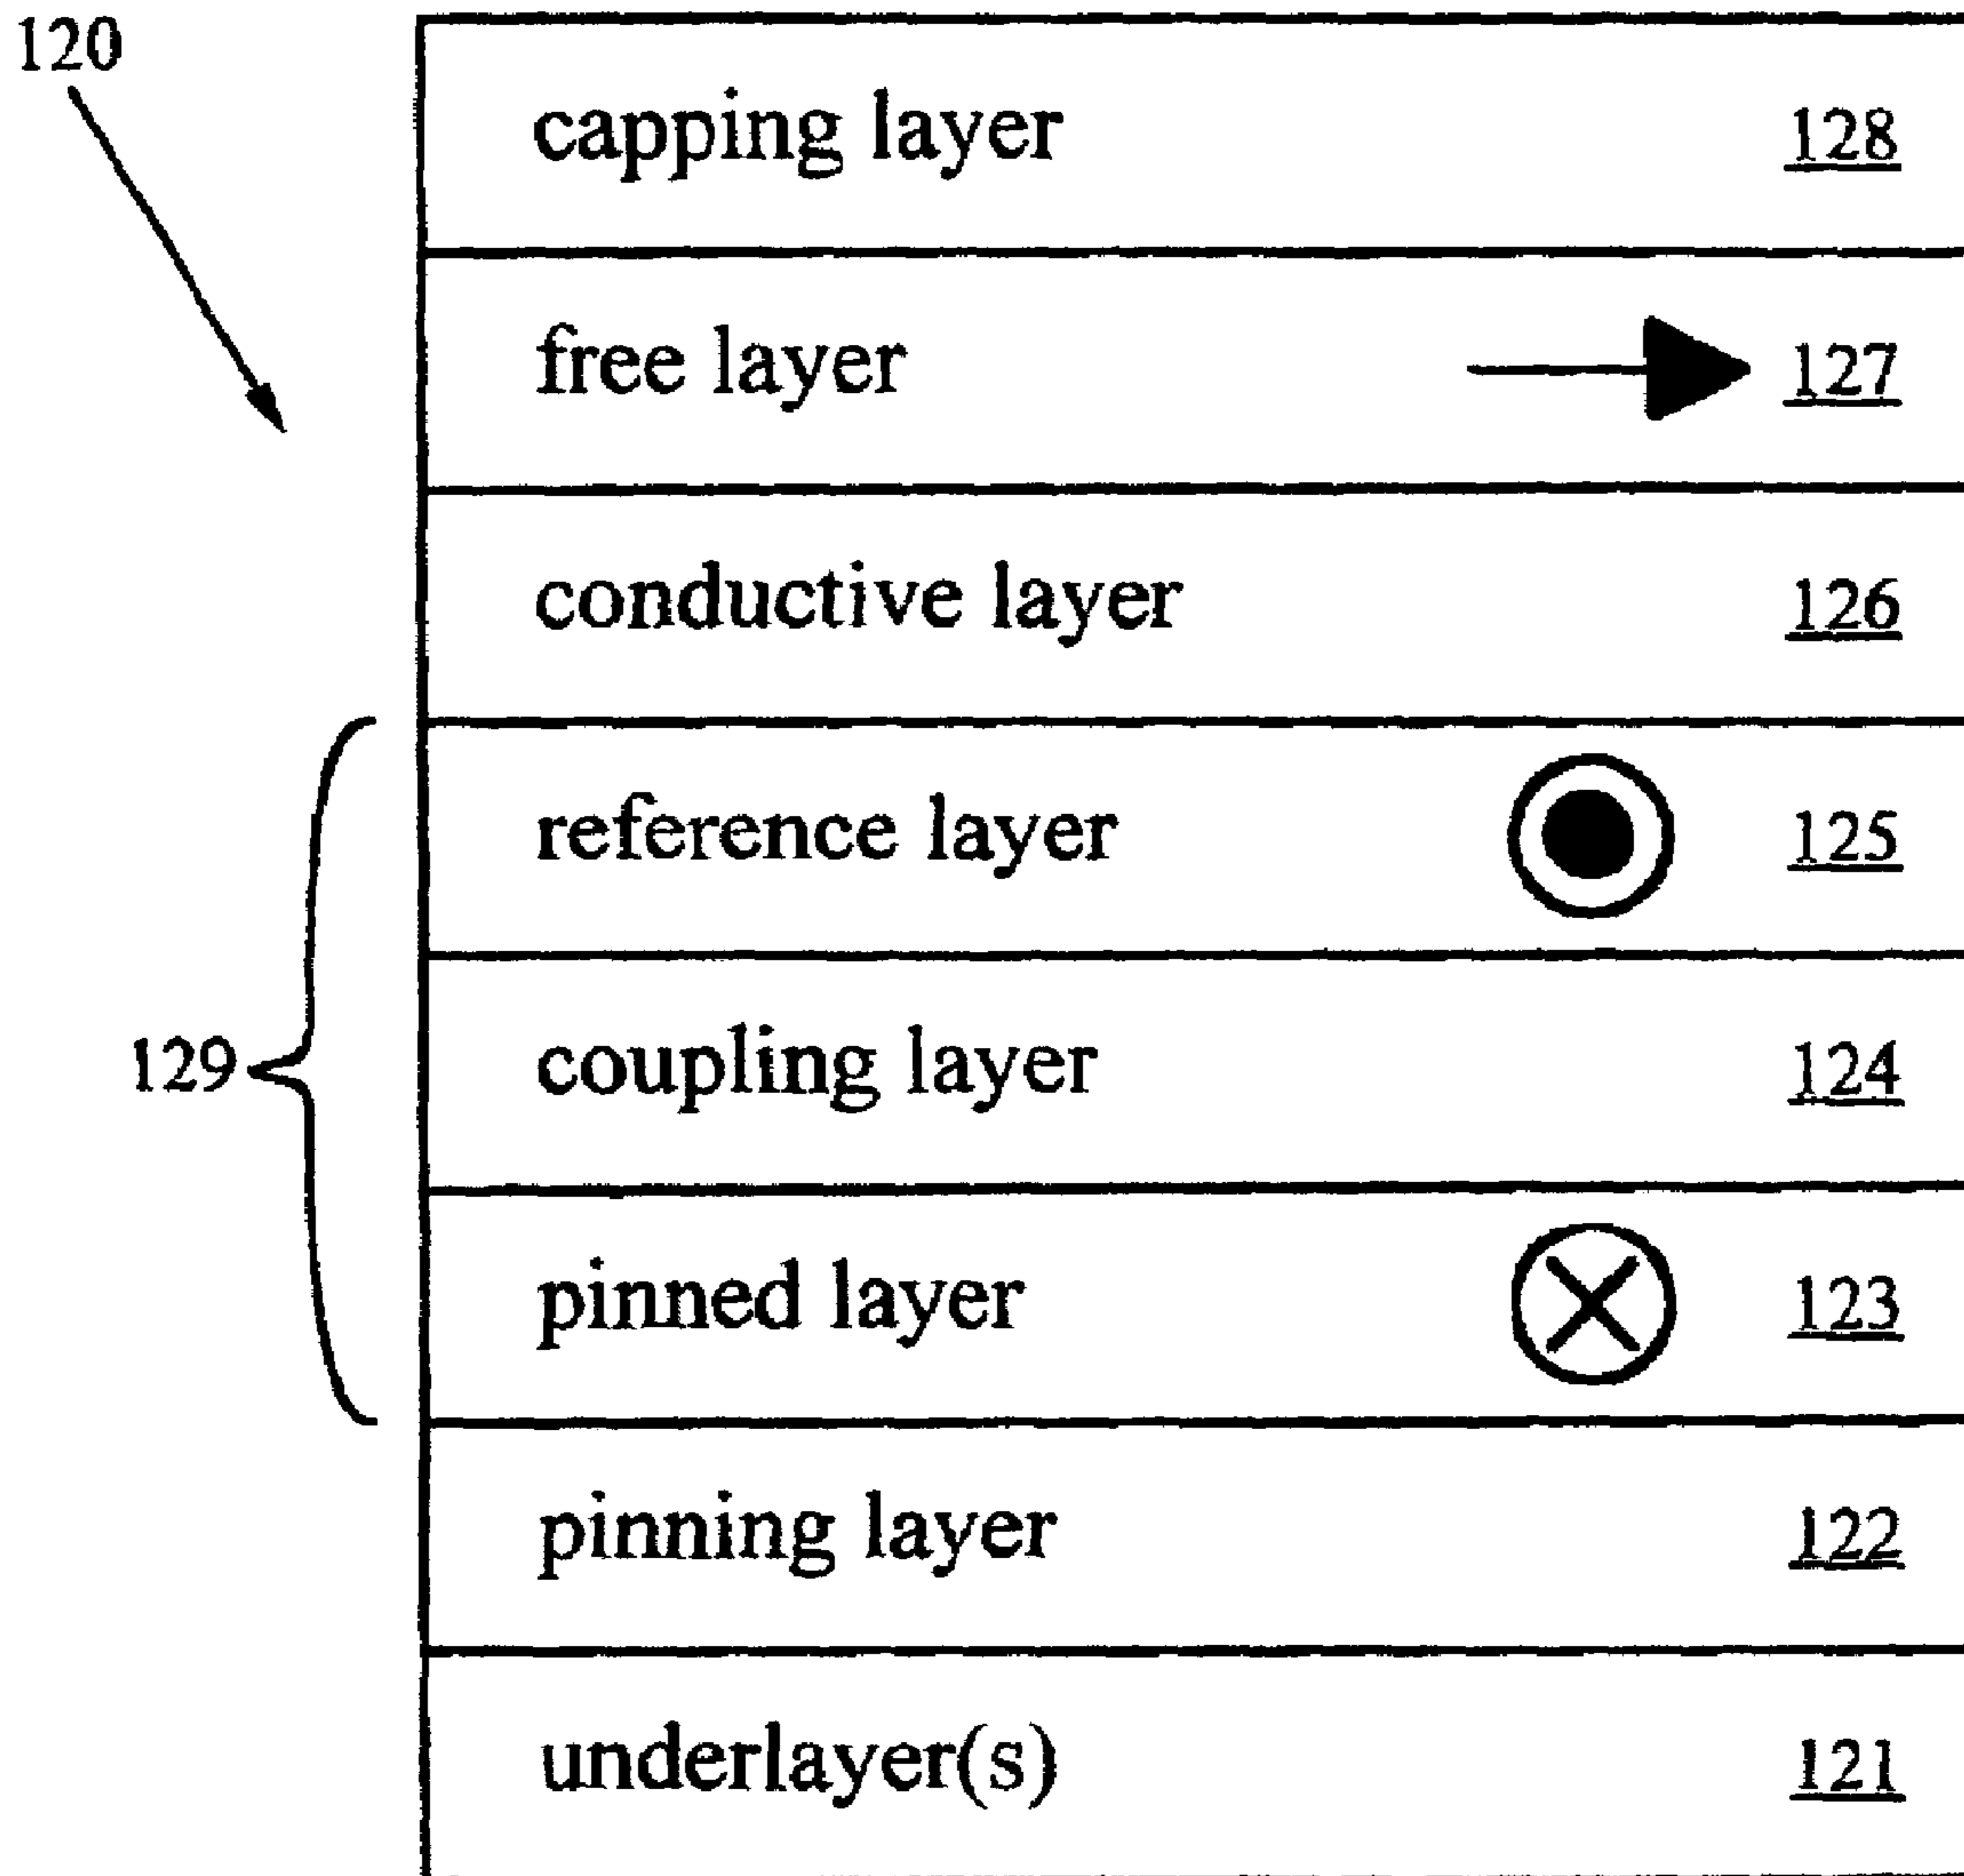 120
capping layer 128
free layer 127
conductive layer 126
reference layer 125
coupling layer 124
129
pinned layer 123
pinning layer 122
underlayer(s) 121